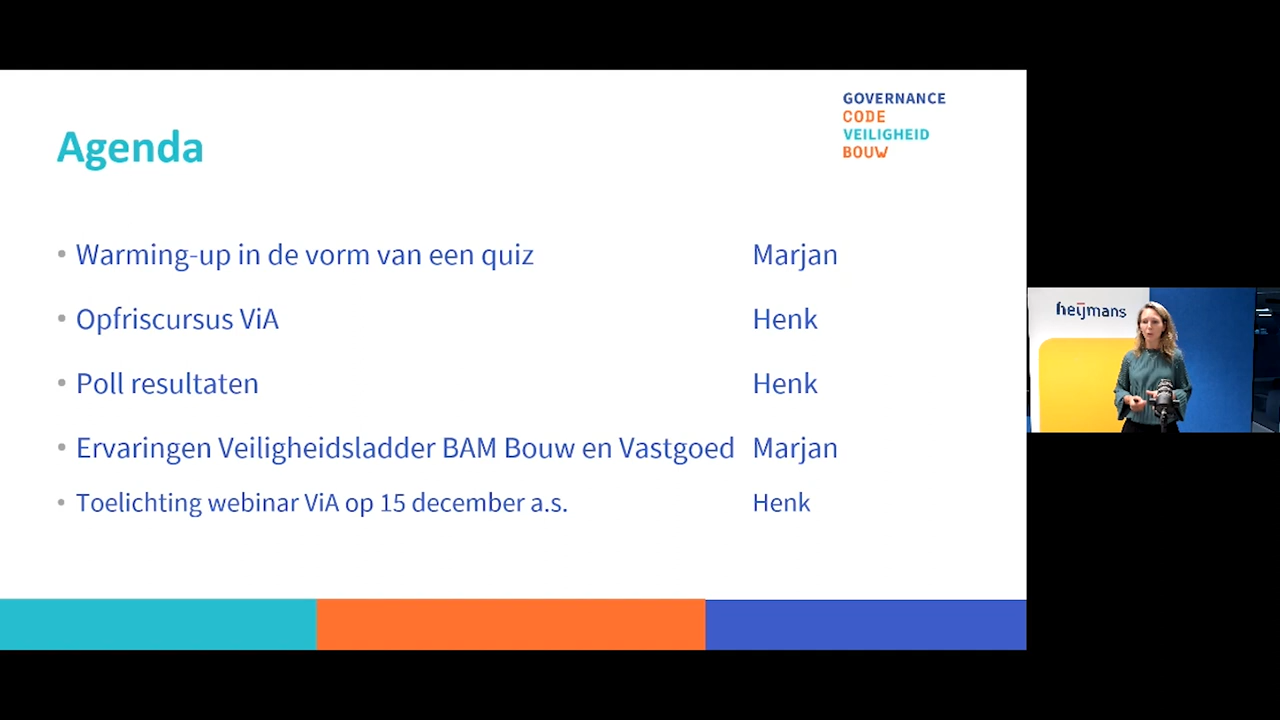 GOVERNANCE
CODE
VEILIGHEID
BOUW
Agenda
• Warming-up in de vorm van een quiz Marjan
• Opfriscursus ViA Henk
• Poll resultaten Henk
• Ervaringen Veiligheidsladder BAM Bouw en Vastgoed Marjan
• Toelichting webinar ViA op 15 december a.s. Henk
heijmans